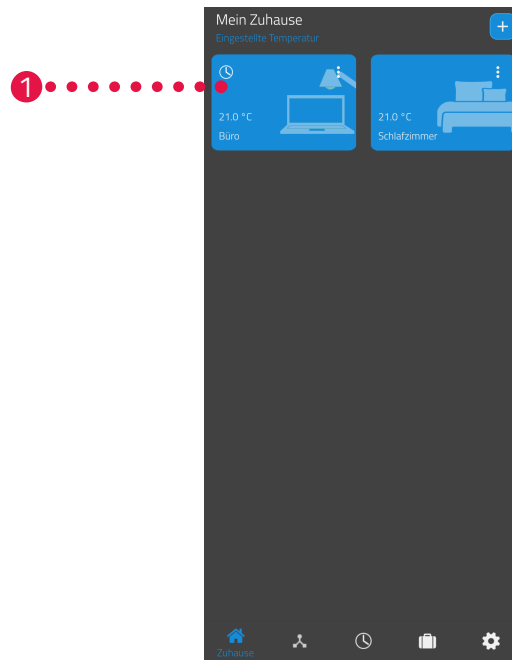 Mein Zuhause
Eingestellte Temperatur
1
21.0 °C
Büro
21.0 °C
Schlafzimmer
Zuhause